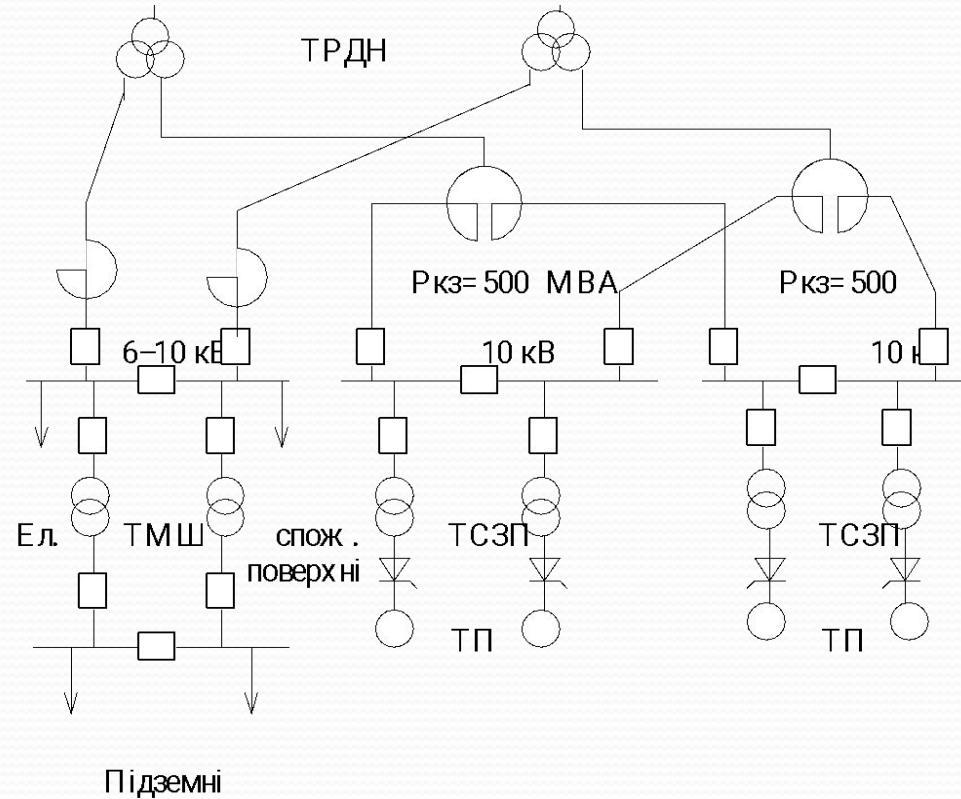 ТРДН
Ркз= 500 МВА
Ркз= 500
6–10 кВ
10 кВ
10 к
Ел.
ТМШ
спож .
поверхні
ТСЗП
ТСЗП
ТП
ТП
Підземні